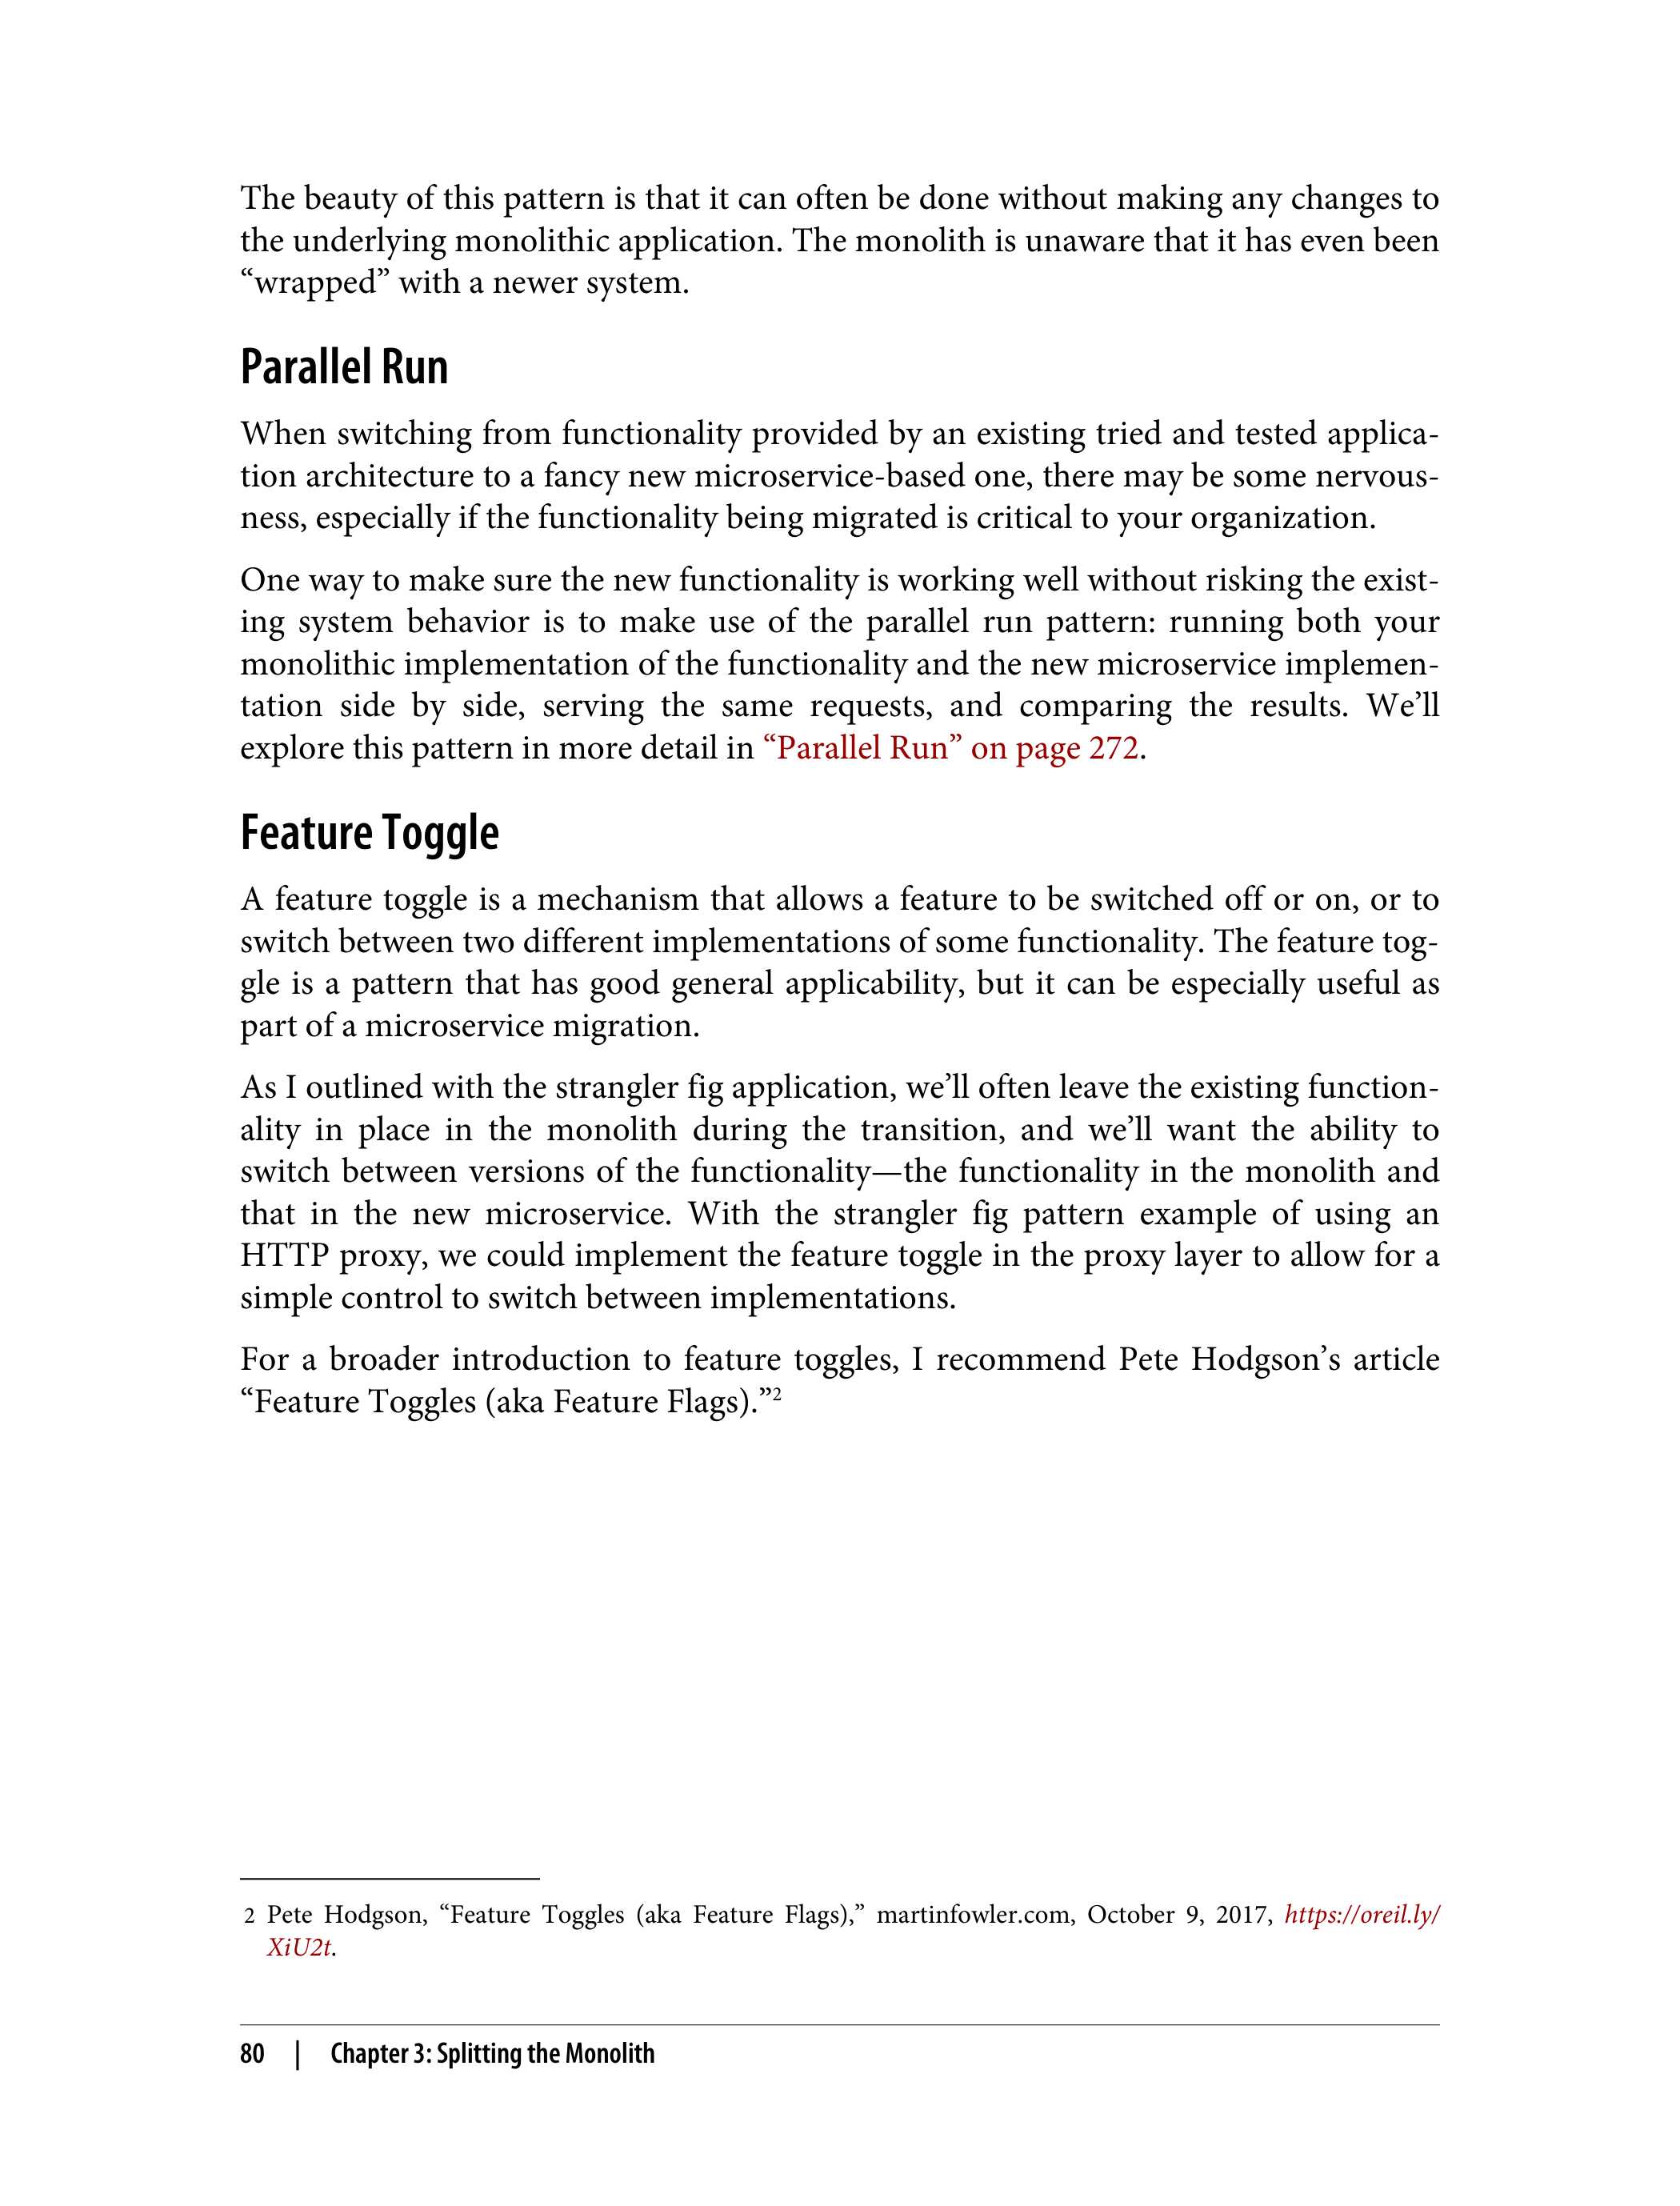 The beauty of this pattern is that it can often be done without making any changes to
the underlying monolithic application. The monolith is unaware that it has even been
“wrapped” with a newer system.
Parallel Run
When switching from functionality provided by an existing tried and tested applica-
tion architecture to a fancy new microservice-based one, there may be some nervous-
ness, especially if the functionality being migrated is critical to your organization.
One way to make sure the new functionality is working well without risking the exist-
ing system behavior is to make use of the parallel run pattern: running both your
monolithic implementation of the functionality and the new microservice implemen-
tation side by side, serving the same requests, and comparing the results. We’ll
explore this pattern in more detail in “Parallel Run” on page 272.
Feature Toggle
A feature toggle is a mechanism that allows a feature to be switched off or on, or to
switch between two different implementations of some functionality. The feature tog-
gle is a pattern that has good general applicability, but it can be especially useful as
part of a microservice migration.
As I outlined with the strangler fig application, we’ll often leave the existing function-
ality in place in the monolith during the transition, and we’ll want the ability to
switch between versions of the functionality—the functionality in the monolith and
that in the new microservice. With the strangler fig pattern example of using an
HTTP proxy, we could implement the feature toggle in the proxy layer to allow for a
simple control to switch between implementations.
For a broader introduction to feature toggles, I recommend Pete Hodgson’s article
“Feature Toggles (aka Feature Flags).”2
2 Pete Hodgson, “Feature Toggles (aka Feature Flags),” martinfowler.com, October 9, 2017, https://oreil.ly/
XiU2t.
80 | Chapter 3: Splitting the Monolith